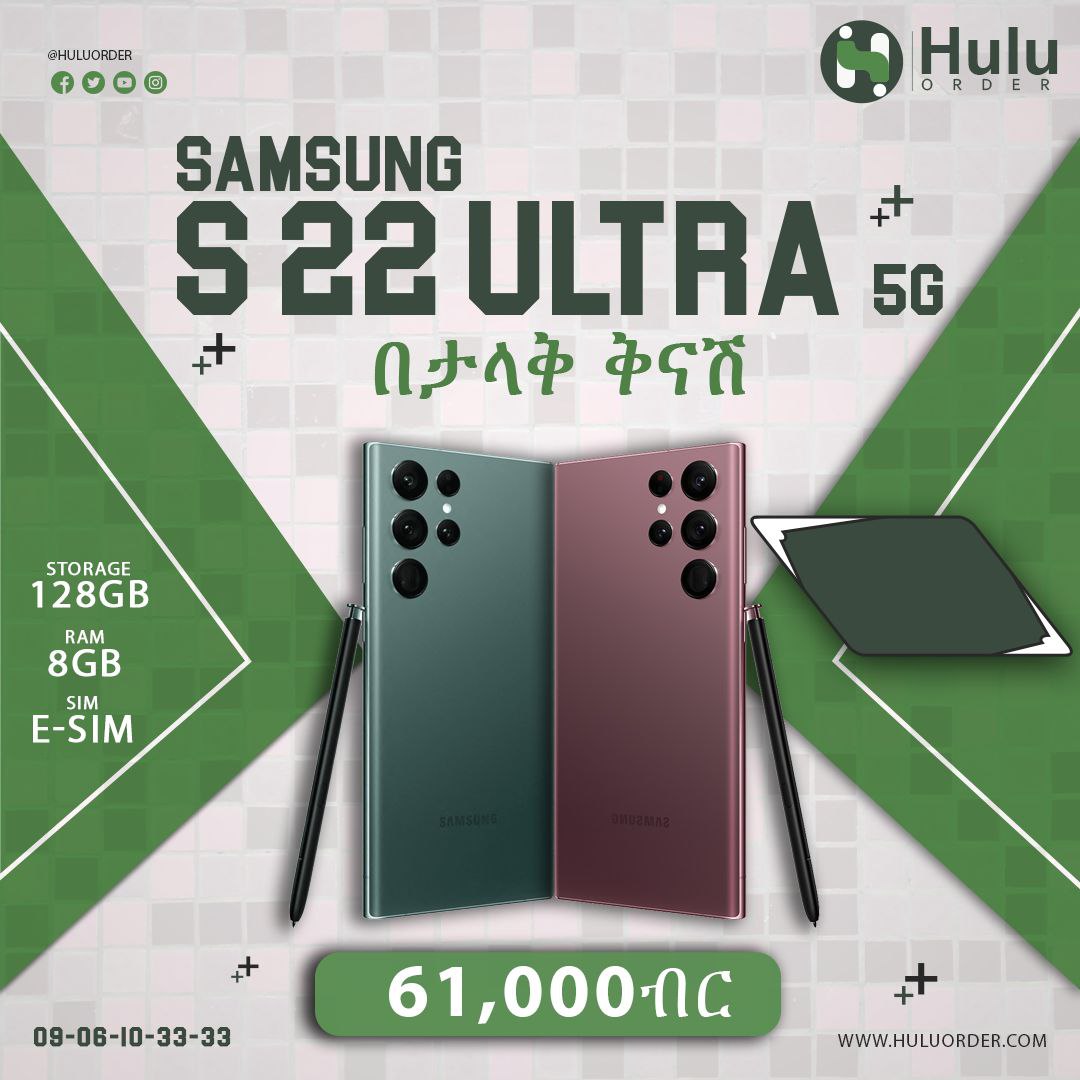 @HULUORDER
Hulu
ORDER
SAMSUNG
S 22 ULTRA 5G
በታላቅ ቅናሽ
STORAGE
128GB
RAM
8GB
SIM
E-SIM
SAMSUNG
SAMSUNG
61,000ብር
09-06-10-33-33
WWW.HULUORDER.COM